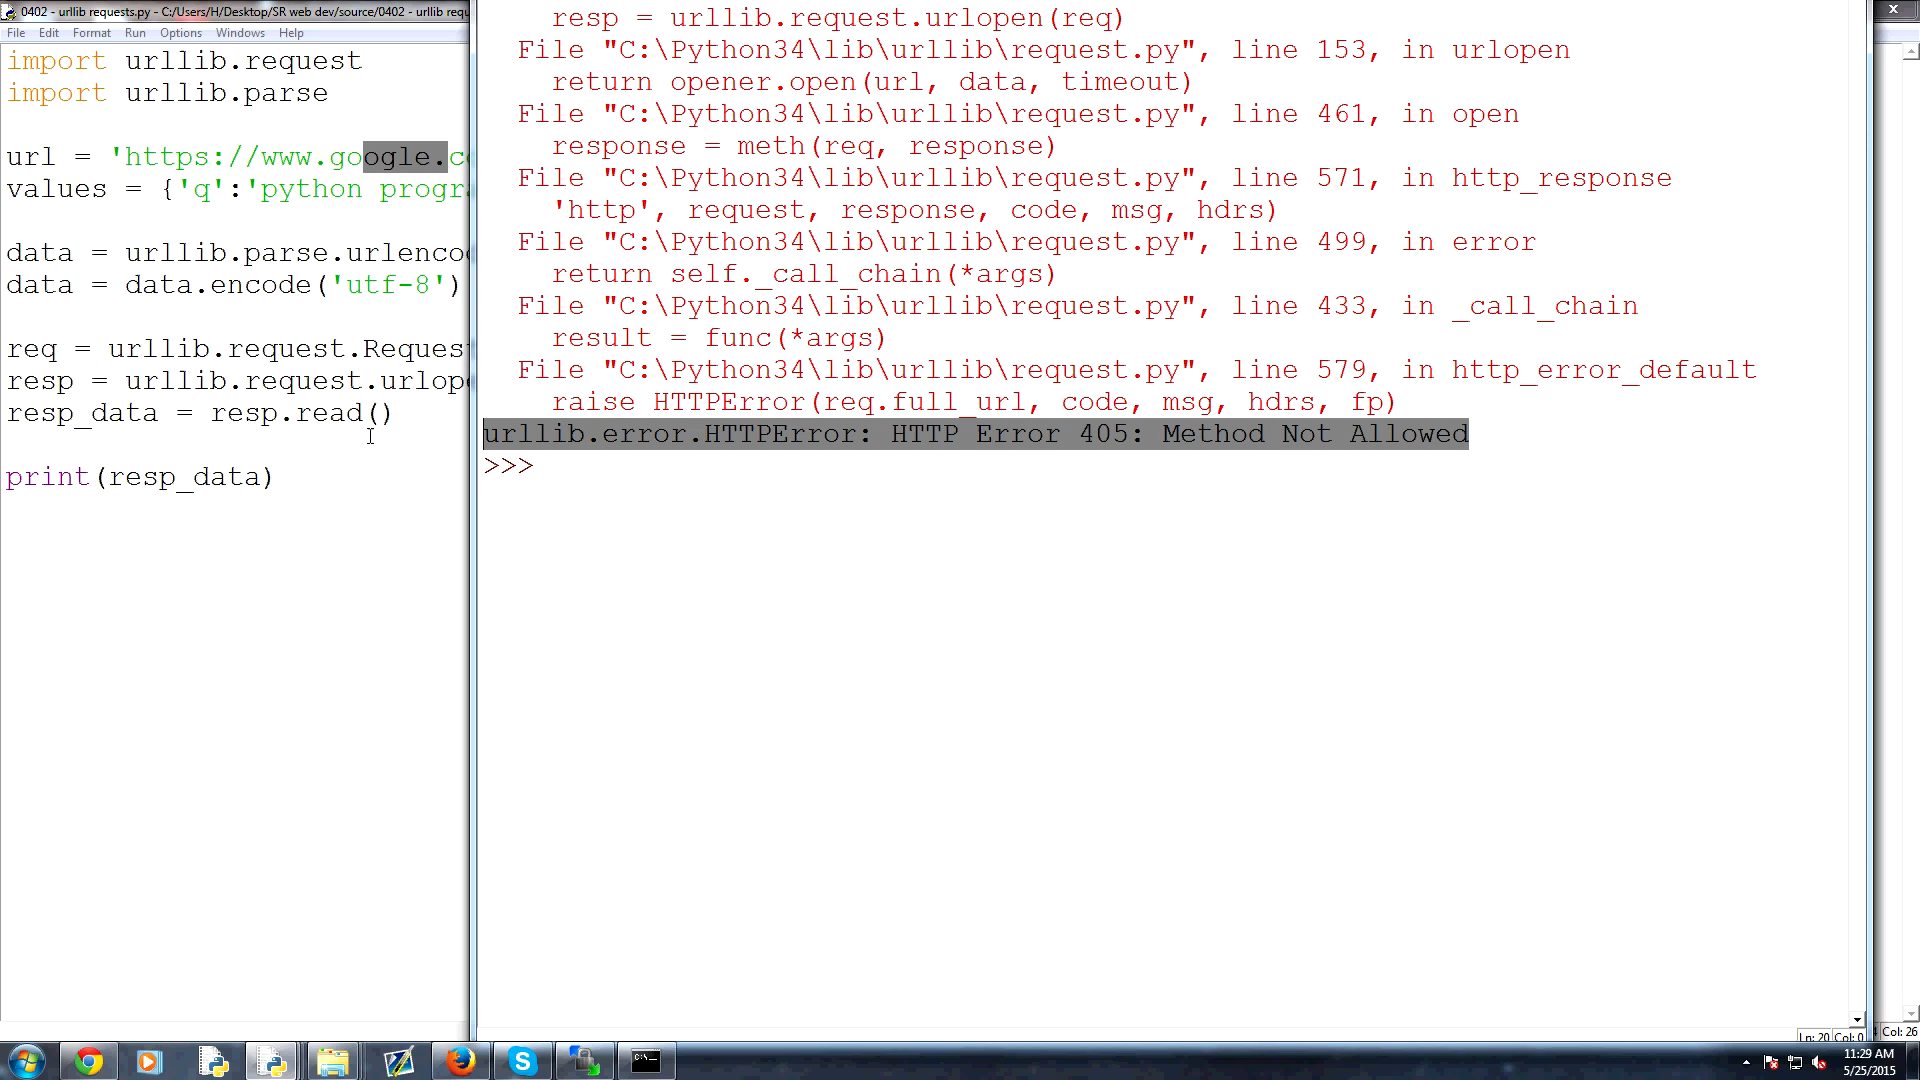 0402 - urllib requests.py - C:/Users/H/Desktop/SR web dev/source/0402 - urllib requ
File Edit Format Run Options Windows Help
import urllib.request
import urllib.parse
url = 'https://www.google.co
values = {'q':'python progra
data = urllib.parse.urlencod
data = data.encode('utf-8')
req = urllib.request.Request
resp = urllib.request.urlope
resp_data = resp.read()
print(resp_data)
resp = urllib.request.urlopen(req)
File "C:\Python34\lib\urllib\request.py", line 153, in urlopen
return opener.open(url, data, timeout)
File "C:\Python34\lib\urllib\request.py", line 461, in open
response = meth(req, response)
File "C:\Python34\lib\urllib\request.py", line 571, in http_response
'http', request, response, code, msg, hdrs)
File "C:\Python34\lib\urllib\request.py", line 499, in error
return self._call_chain(*args)
File "C:\Python34\lib\urllib\request.py", line 433, in _call_chain
result = func(*args)
File "C:\Python34\lib\urllib\request.py", line 579, in http_error_default
raise HTTPError(req.full_url, code, msg, hdrs, fp)
urllib.error.HTTPError: HTTP Error 405: Method Not Allowed
>>>
Ln: 20 Col: 0
Col: 26
11:29 AM
5/25/2015